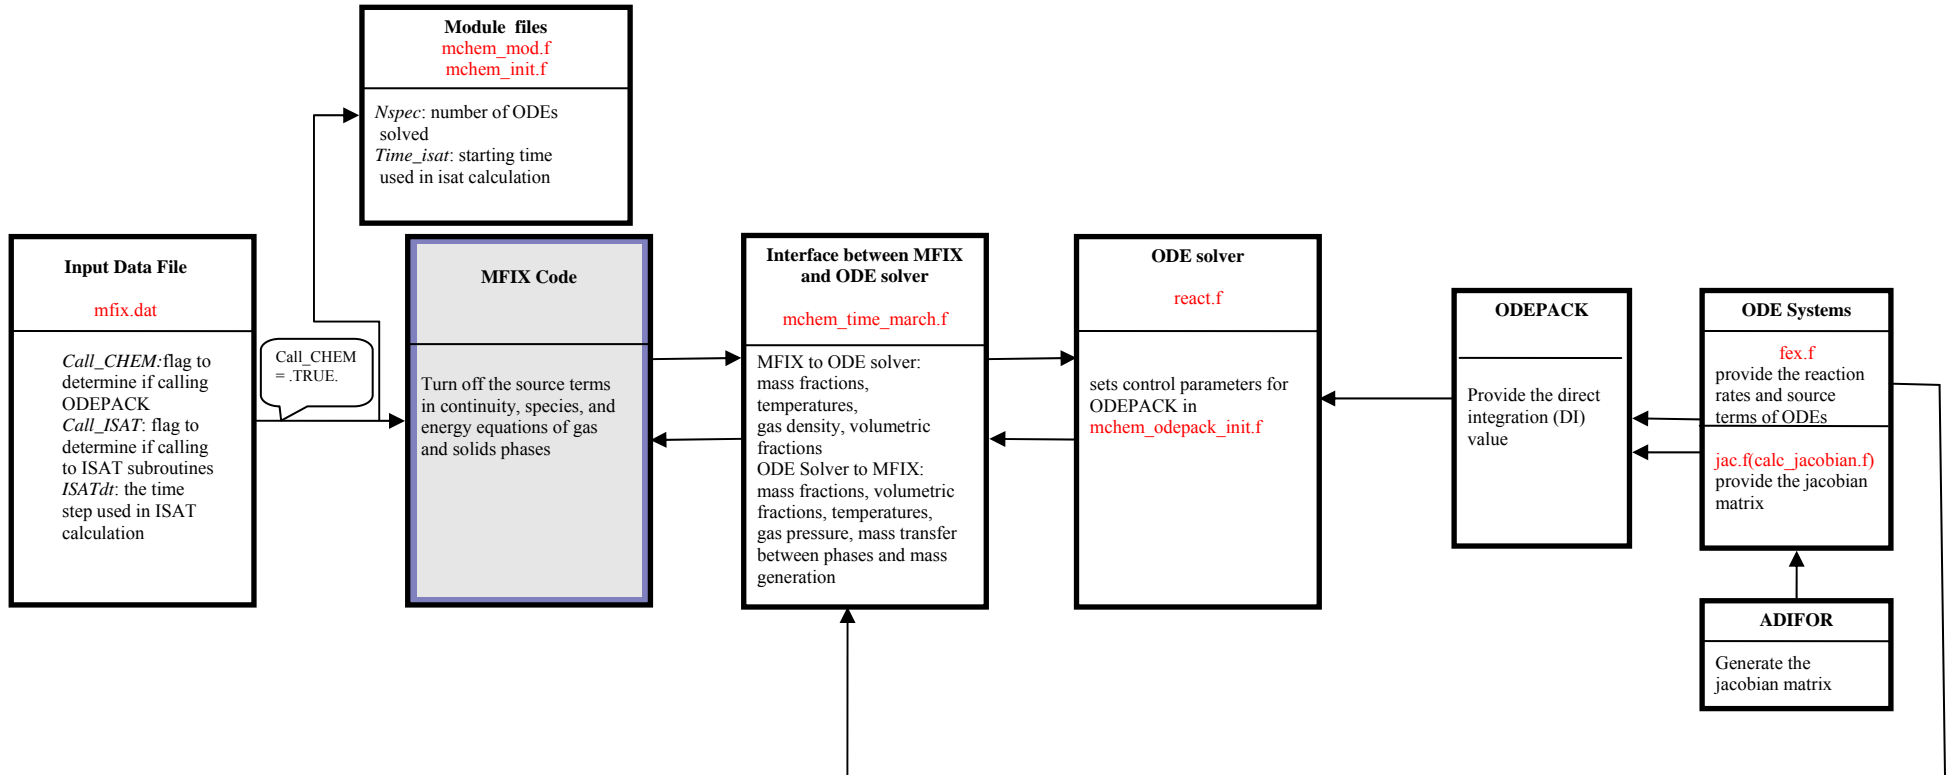 Module files
mchem_mod.f
mchem_init.f
Nspec: number of ODEs
solved
Time_isat: starting time
used in isat calculation
Input Data File
mfix.dat
Call_CHEM:flag to
determine if calling
ODEPACK
Call_ISAT: flag to
determine if calling
to ISAT subroutines
ISATdt: the time
step used in ISAT
calculation
Call_CHEM
= .TRUE.
MFIX Code
Turn off the source terms
in continuity, species, and
energy equations of gas
and solids phases
Interface between MFIX
and ODE solver
mchem_time_march.f
MFIX to ODE solver:
mass fractions,
temperatures,
gas density, volumetric
fractions
ODE Solver to MFIX:
mass fractions, volumetric
fractions, temperatures,
gas pressure, mass transfer
between phases and mass
generation
ODE solver
react.f
sets control parameters for
ODEPACK in
mchem_odepack_init.f
ODEPACK
Provide the direct
integration (DI)
value
ODE Systems
fex.f
provide the reaction
rates and source
terms of ODEs
jac.f(calc_jacobian.f)
provide the jacobian
matrix
ADIFOR
Generate the
jacobian matrix